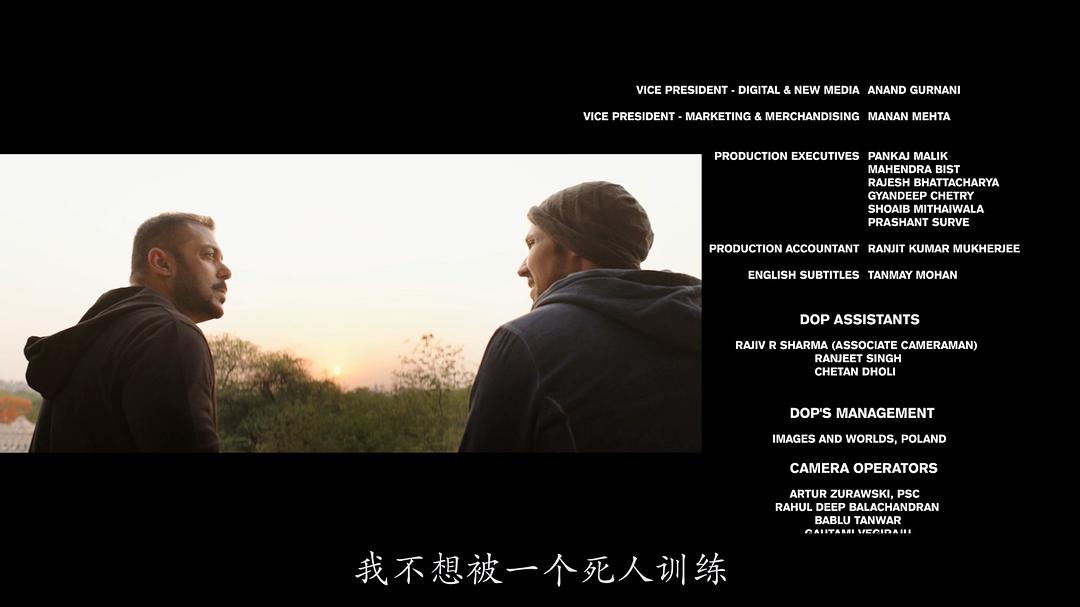 VICE PRESIDENT - DIGITAL & NEW MEDIA ANAND GURNANI
VICE PRESIDENT - MARKETING & MERCHANDISING MANAN MEHTA
PRODUCTION EXECUTIVES PANKAJ MALIK
MAHENDRA BIST
RAJESH BHATTACHARYA
GYANDEEP CHETRY
SHOAIB MITHAIWALA
PRASHANT SURVE
PRODUCTION ACCOUNTANT RANJIT KUMAR MUKHERJEE
ENGLISH SUBTITLES TANMAY MOHAN
DOP ASSISTANTS
RAJIV R SHARMA (ASSOCIATE CAMERAMAN)
RANJEET SINGH
CHETAN DHOLI
DOP'S MANAGEMENT
IMAGES AND WORLDS, POLAND
CAMERA OPERATORS
ARTUR ZURAWSKI, PSC
RAHUL DEEP BALACHANDRAN
BABLU TANWAR
GAUTAMI VEGIRAJU
我不想被一个死人训练